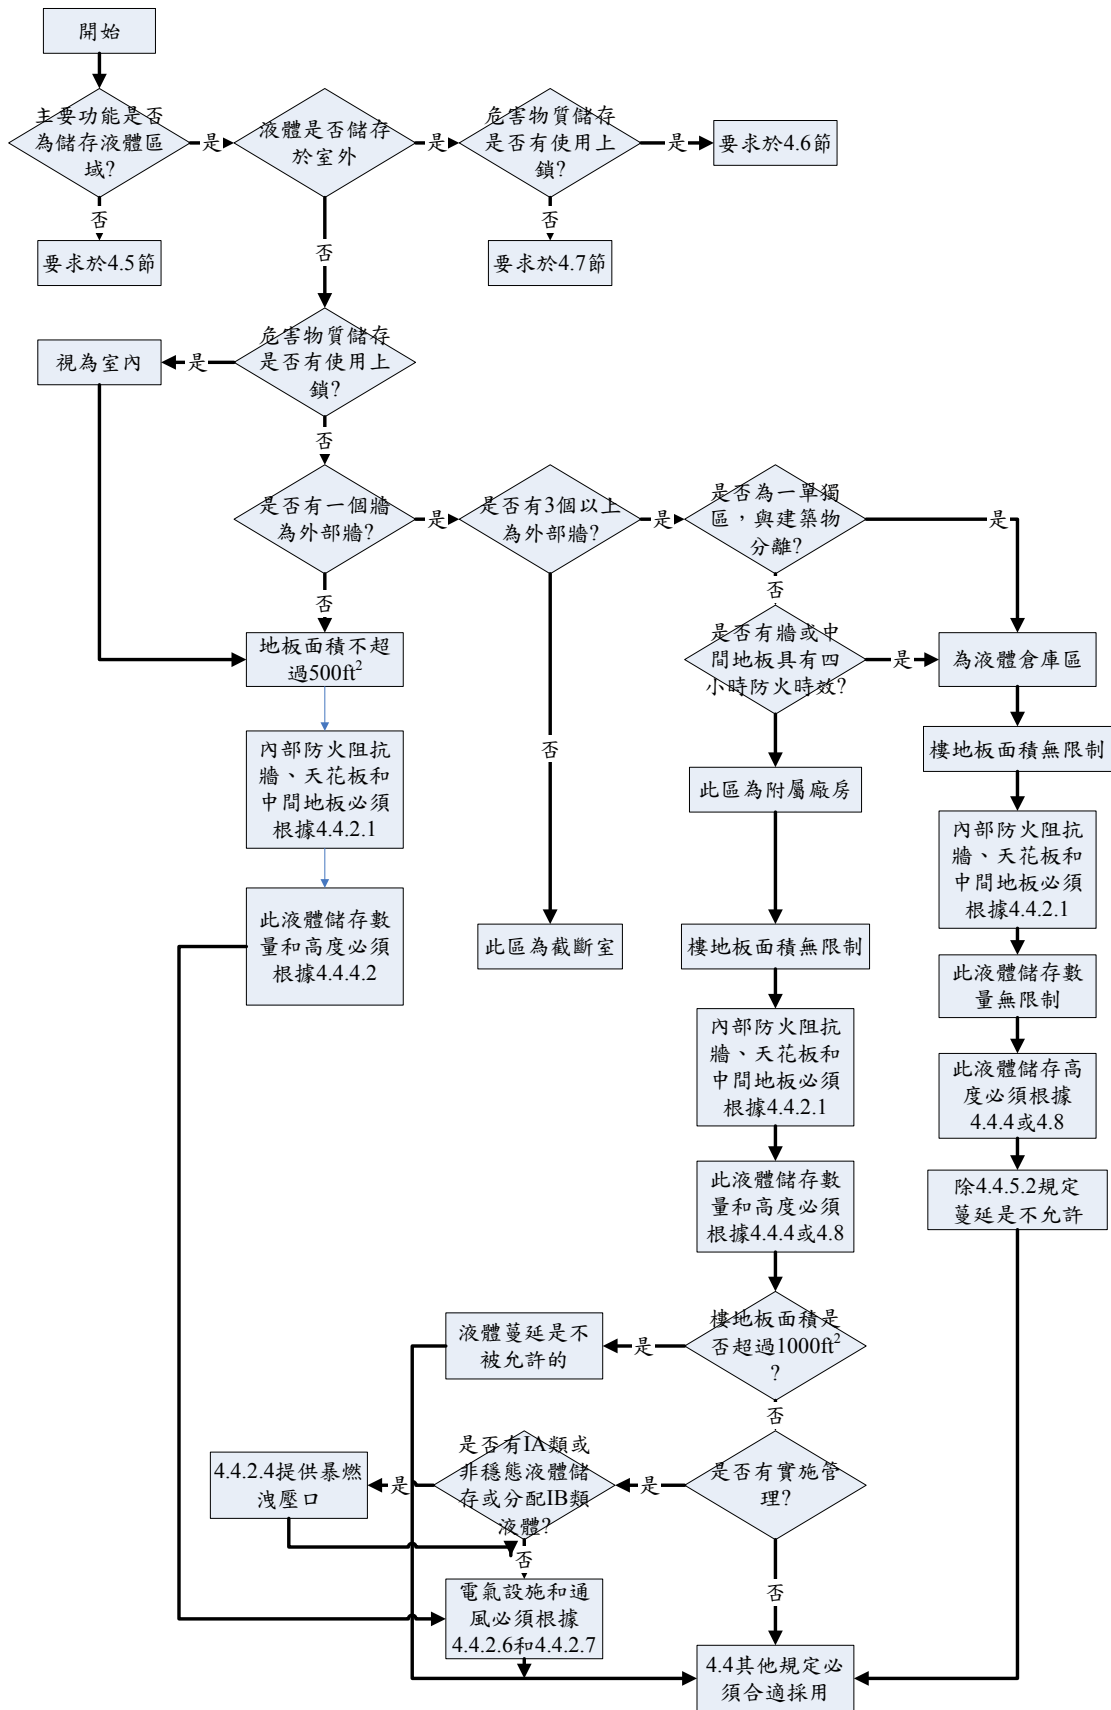 開始
主要功能是否
為儲存液體區
域?
是
液體是否儲存
於室外
是
危害物質儲存
是否有使用上
鎖?
是
要求於4.6節
否
要求於4.5節
否
否
要求於4.7節
危害物質儲存
是否有使用上
鎖?
是
視為室內
否
是否有一個牆
為外部牆?
是
是否有3個以上
為外部牆?
是
是否為一單獨
區，與建築物
分離?
是
否
否
地板面積不超
過500ft²
是否有牆或中
間地板具有四
小時防火時效?
是
為液體倉庫區
內部防火阻抗
牆、天花板和
中間地板必須
根據4.4.2.1
否
此區為附屬廠房
樓地板面積無限制
內部防火阻抗
牆、天花板和
中間地板必須
根據4.4.2.1
此液體儲存數
量和高度必須
根據4.4.4.2
此區為截斷室
樓地板面積無限制
此液體儲存數
量無限制
內部防火阻抗
牆、天花板和
中間地板必須
根據4.4.2.1
此液體儲存高
度必須根據
4.4.4或4.8
此液體儲存數
量和高度必須
根據4.4.4或4.8
除4.4.5.2規定
蔓延是不允許
樓地板面積是
否超過1000ft²
?
是
液體蔓延是不
被允許的
否
是否有實施管
理?
是
是否有IA類或
非穩態液體儲
存或分配IB類
液體?
是
4.4.2.4提供暴燃
洩壓口
否
否
電氣設施和通
風必須根據
4.4.2.6和4.4.2.7
4.4其他規定必
須合適採用